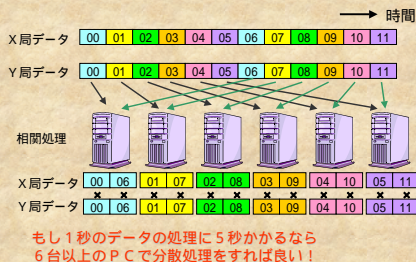 時間
X局データ 00 01 02 03 04 05 06 07 08 09 10 11
Y局データ 00 01 02 03 04 05 06 07 08 09 10 11
相関処理
X局データ 00 06 01 07 02 08 03 09 04 10 05 11
× × × × × × × × × × × ×
Y局データ 00 06 01 07 02 08 03 09 04 10 05 11
もし1秒のデータの処理に5秒かかるなら
6台以上のPCで分散処理をすれば良い!